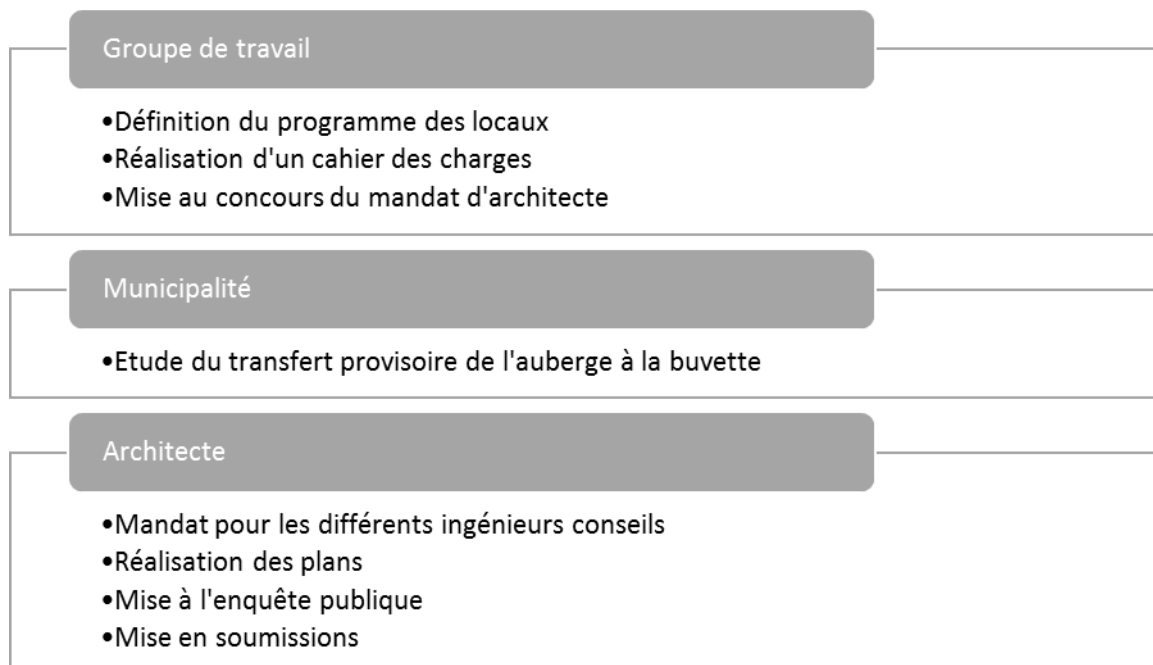 Groupe de travail
•Définition du programme des locaux
•Réalisation d'un cahier des charges
•Mise au concours du mandat d'architecte
Municipalité
•Etude du transfert provisoire de l'auberge à la buvette
Architecte
•Mandat pour les différents ingénieurs conseils
•Réalisation des plans
•Mise à l'enquête publique
•Mise en soumissions